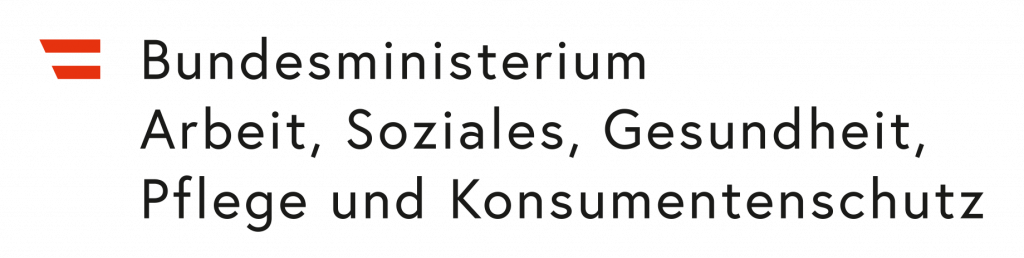 Bundesministerium
Arbeit, Soziales, Gesundheit,
Pflege und Konsumentenschutz